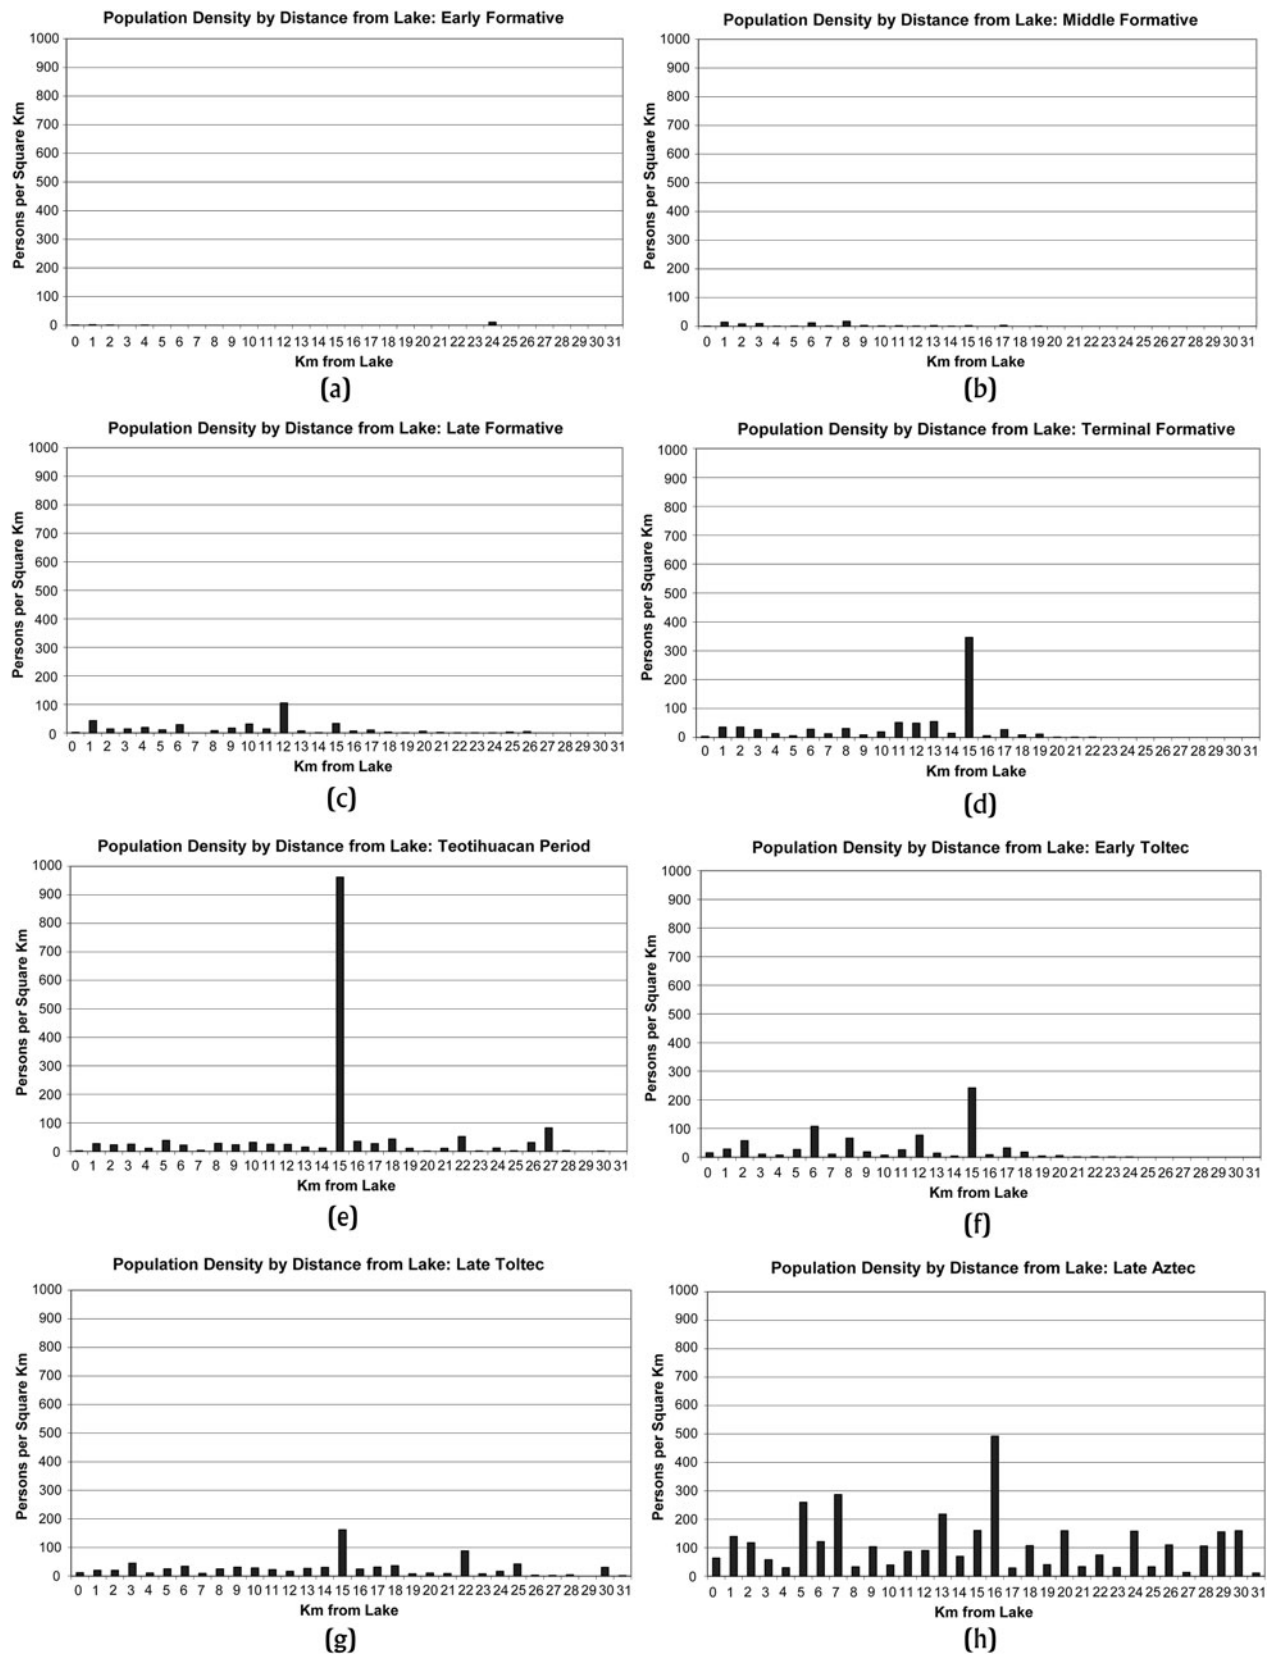 Population Density by Distance from Lake: Early Formative
1000
900
800
700
600
500
400
300
200
100
0
Persons per Square Km
0 1 2 3 4 5 6 7 8 9 10 11 12 13 14 15 16 17 18 19 20 21 22 23 24 25 26 27 28 29 30 31
Km from Lake
(a)
Population Density by Distance from Lake: Middle Formative
1000
900
800
700
600
500
400
300
200
100
0
Persons per Square Km
0 1 2 3 4 5 6 7 8 9 10 11 12 13 14 15 16 17 18 19 20 21 22 23 24 25 26 27 28 29 30 31
Km from Lake
(b)
Population Density by Distance from Lake: Late Formative
1000
900
800
700
600
500
400
300
200
100
0
Persons per Square Km
0 1 2 3 4 5 6 7 8 9 10 11 12 13 14 15 16 17 18 19 20 21 22 23 24 25 26 27 28 29 30 31
Km from Lake
(c)
Population Density by Distance from Lake: Terminal Formative
1000
900
800
700
600
500
400
300
200
100
0
Persons per Square Km
0 1 2 3 4 5 6 7 8 9 10 11 12 13 14 15 16 17 18 19 20 21 22 23 24 25 26 27 28 29 30 31
Km from Lake
(d)
Population Density by Distance from Lake: Teotihuacan Period
1000
900
800
700
600
500
400
300
200
100
0
Persons per Square Km
0 1 2 3 4 5 6 7 8 9 10 11 12 13 14 15 16 17 18 19 20 21 22 23 24 25 26 27 28 29 30 31
Km from Lake
(e)
Population Density by Distance from Lake: Early Toltec
1000
900
800
700
600
500
400
300
200
100
0
Persons per Square Km
0 1 2 3 4 5 6 7 8 9 10 11 12 13 14 15 16 17 18 19 20 21 22 23 24 25 26 27 28 29 30 31
Km from Lake
(f)
Population Density by Distance from Lake: Late Toltec
1000
900
800
700
600
500
400
300
200
100
0
Persons per Square Km
0 1 2 3 4 5 6 7 8 9 10 11 12 13 14 15 16 17 18 19 20 21 22 23 24 25 26 27 28 29 30 31
Km from Lake
(g)
Population Density by Distance from Lake: Late Aztec
1000
900
800
700
600
500
400
300
200
100
0
Persons per Square Km
0 1 2 3 4 5 6 7 8 9 10 11 12 13 14 15 16 17 18 19 20 21 22 23 24 25 26 27 28 29 30 31
Km from Lake
(h)